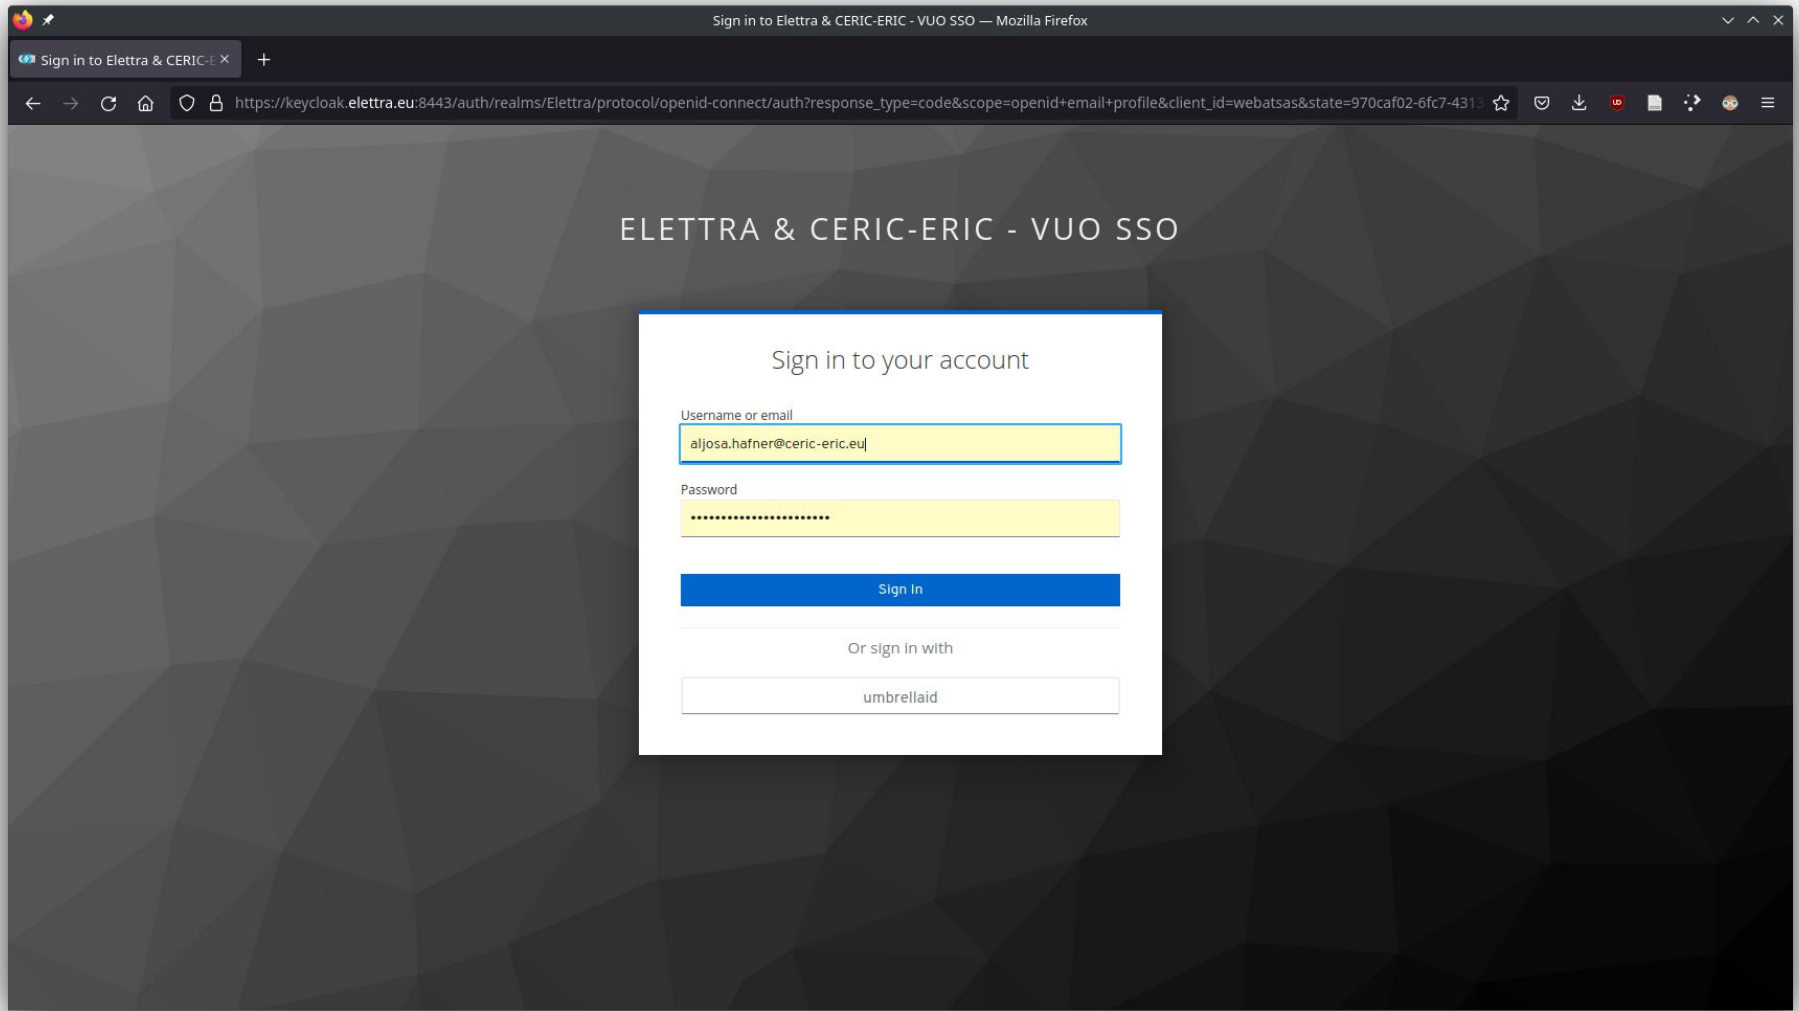 Sign in to Elettra & CERIC-ERIC - VUO SSO — Mozilla Firefox
Sign in to Elettra & CERIC-E
https://keycloak.elettra.eu:8443/auth/realms/Elettra/protocol/openid-connect/auth?response_type=code&scope=openid+email+profile&client_id=webatsas&state=970caf02-6fc7-4313
ELETTRA & CERIC-ERIC - VUO SSO
Sign in to your account
Username or email
aljosa.hafner@ceric-eric.eu
Password
Sign In
Or sign in with
umbrellaid